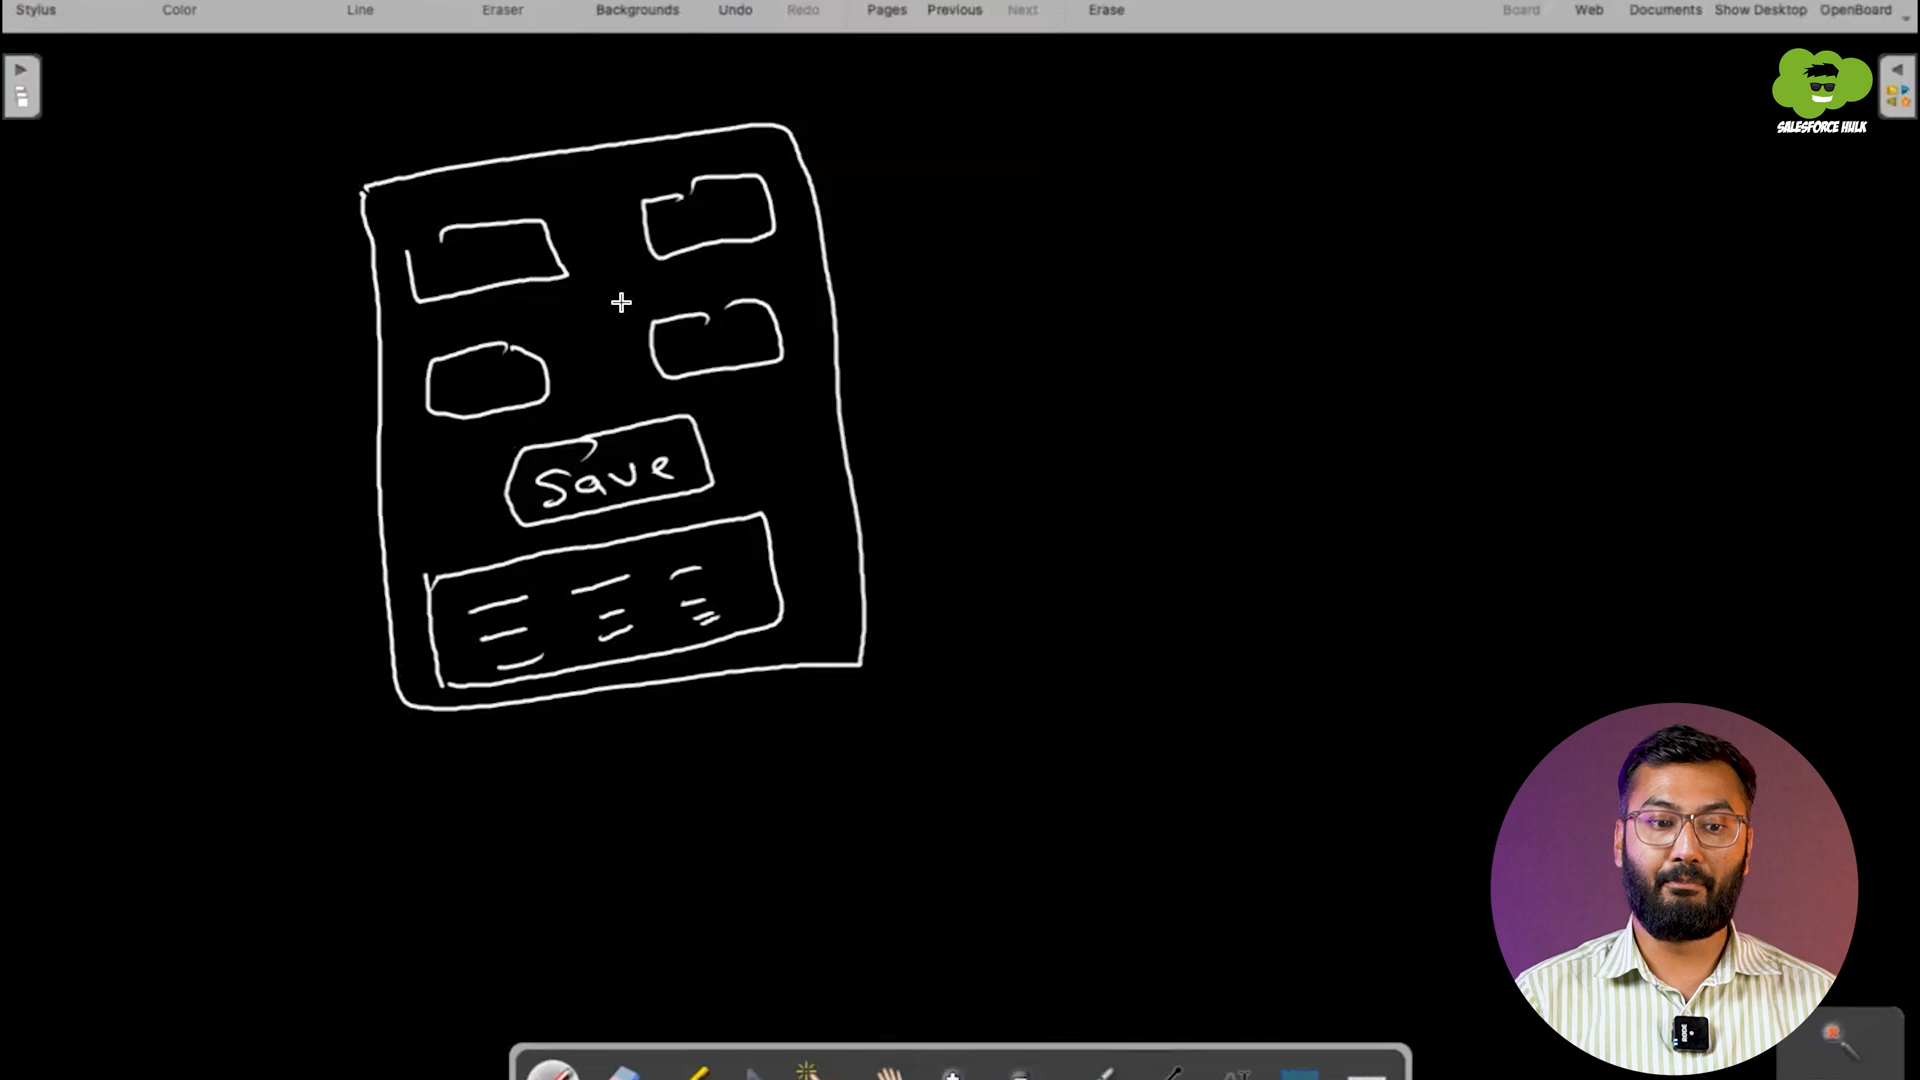 Stylus Color Line Eraser Backgrounds Undo Redo Pages Previous Next Erase Board Web Documents Show Desktop OpenBoard
SALESFORCE HULK
Save
RODE